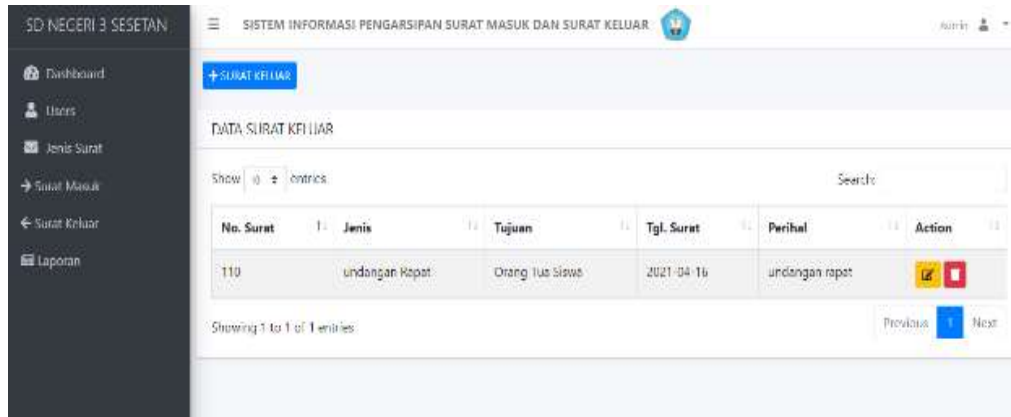 SD NEGERI 3 SESETAN
SISTEM INFORMASI PENGARSIPAN SURAT MASUK DAN SURAT KELUAR
Admin
Dashboard
Users
Jenis Surat
Surat Masuk
Surat Keluar
Laporan
+ SURAT KELUAR
DATA SURAT KELUAR
Show 10 entries
Search:
No. Surat Jenis Tujuan Tgl. Surat Perihal Action
110 undangan Rapat Orang Tua Siswa 2021-04-16 undangan rapat
Showing 1 to 1 of 1 entries
Previous 1 Next